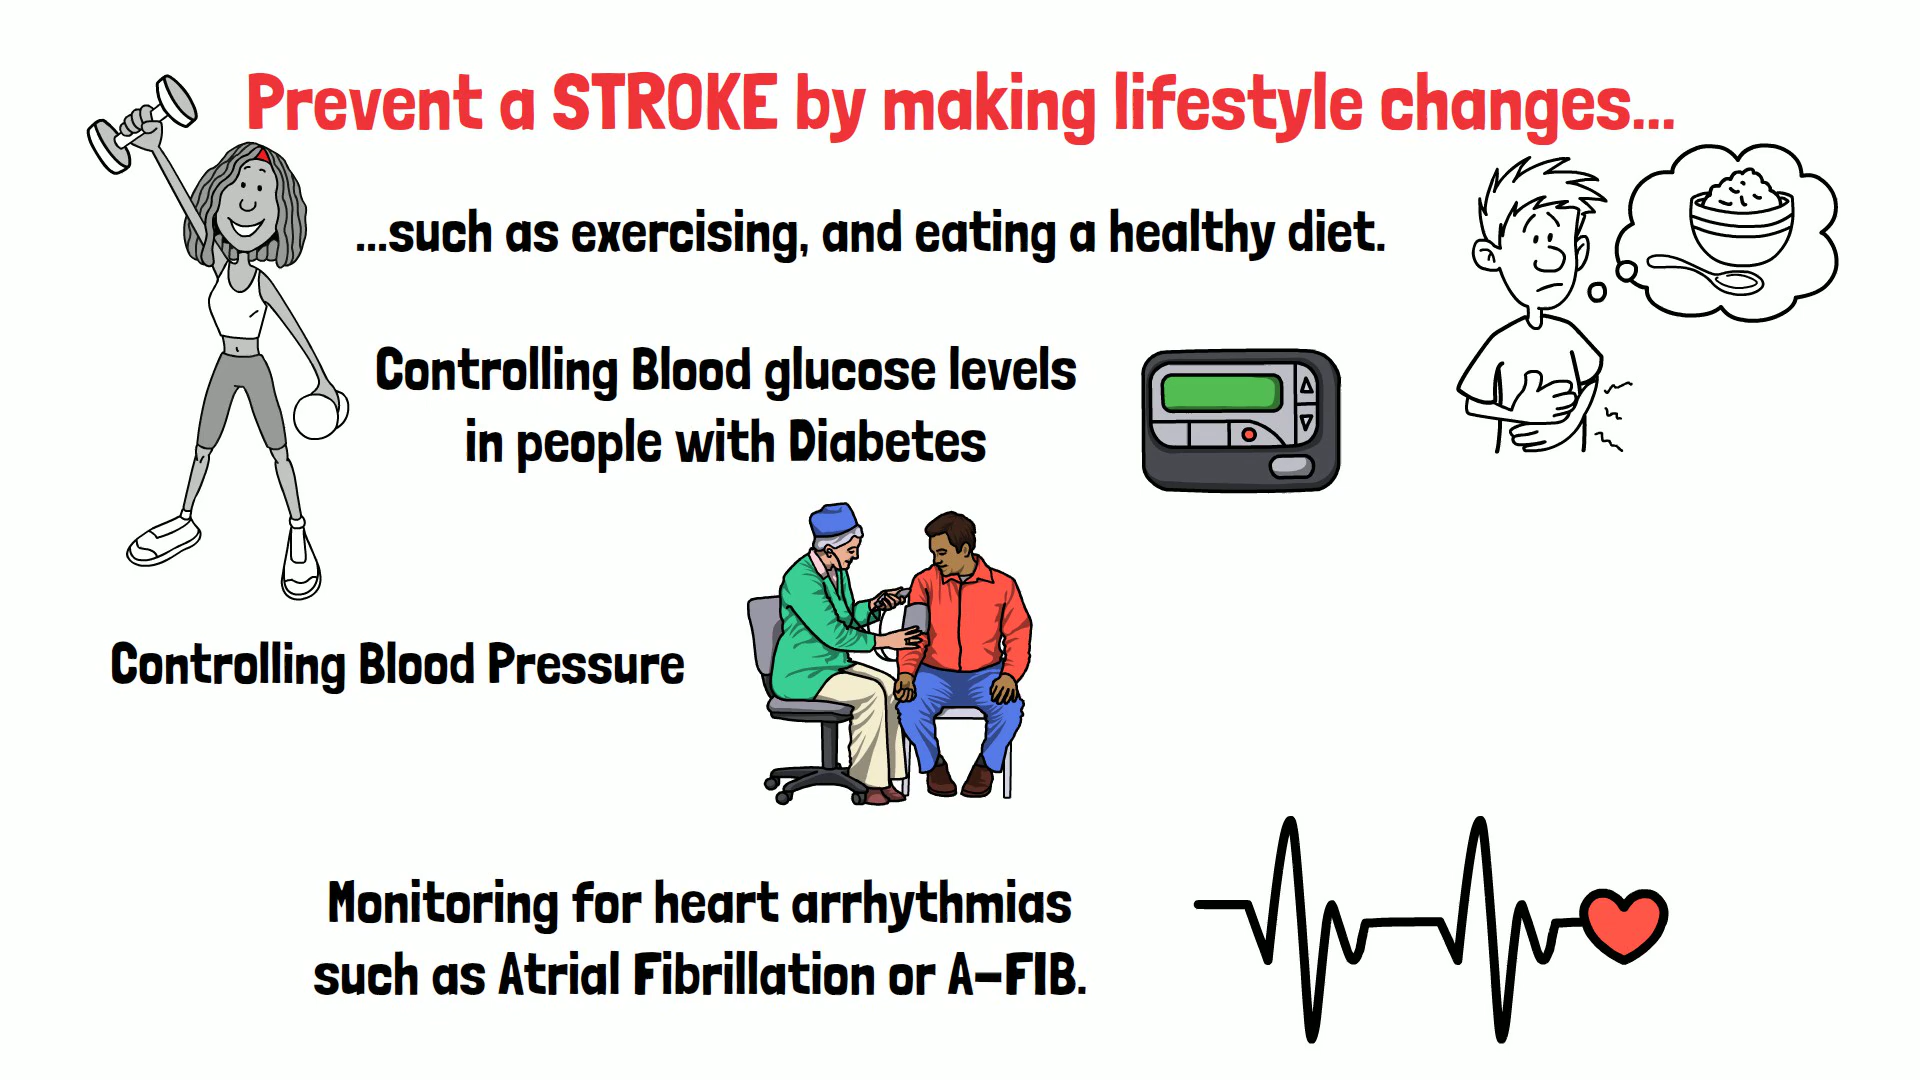 Prevent a STROKE by making lifestyle changes...
...such as exercising, and eating a healthy diet.
Controlling Blood glucose levels
in people with Diabetes
Controlling Blood Pressure
Monitoring for heart arrhythmias
such as Atrial Fibrillation or A-FIB.